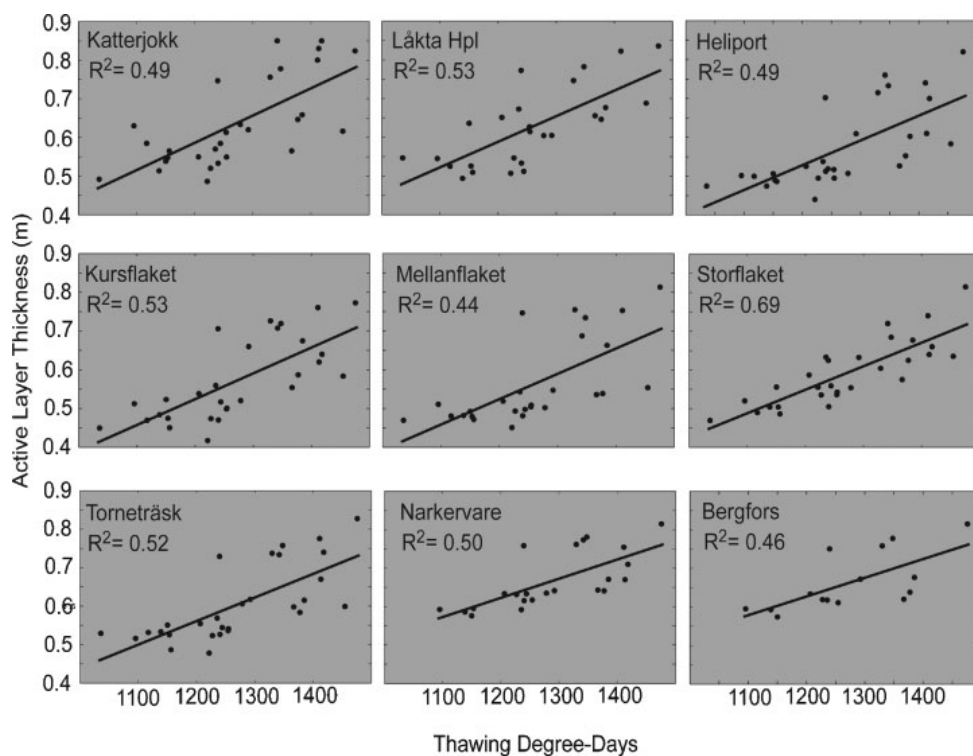 Active Layer Thickness (m)
0.9
0.8
0.7
0.6
0.5
0.4
Katterjokk
R²= 0.49
Låkta Hpl
R²= 0.53
Heliport
R²= 0.49
0.9
0.8
0.7
0.6
0.5
0.4
Kursflaket
R²= 0.53
Mellanflaket
R²= 0.44
Storflaket
R²= 0.69
0.9
0.8
0.7
0.5
0.4
Torneträsk
R²= 0.52
Narkervare
R²= 0.50
Bergfors
R²= 0.46
1100 1200 1300 1400 1100 1200 1300 1400 1100 1200 1300 1400
Thawing Degree-Days